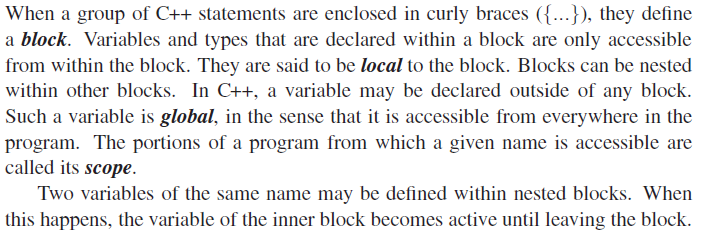 When a group of C++ statements are enclosed in curly braces ({...}), they define
a block. Variables and types that are declared within a block are only accessible
from within the block. They are said to be local to the block. Blocks can be nested
within other blocks. In C++, a variable may be declared outside of any block.
Such a variable is global, in the sense that it is accessible from everywhere in the
program. The portions of a program from which a given name is accessible are
called its scope.
Two variables of the same name may be defined within nested blocks. When
this happens, the variable of the inner block becomes active until leaving the block.